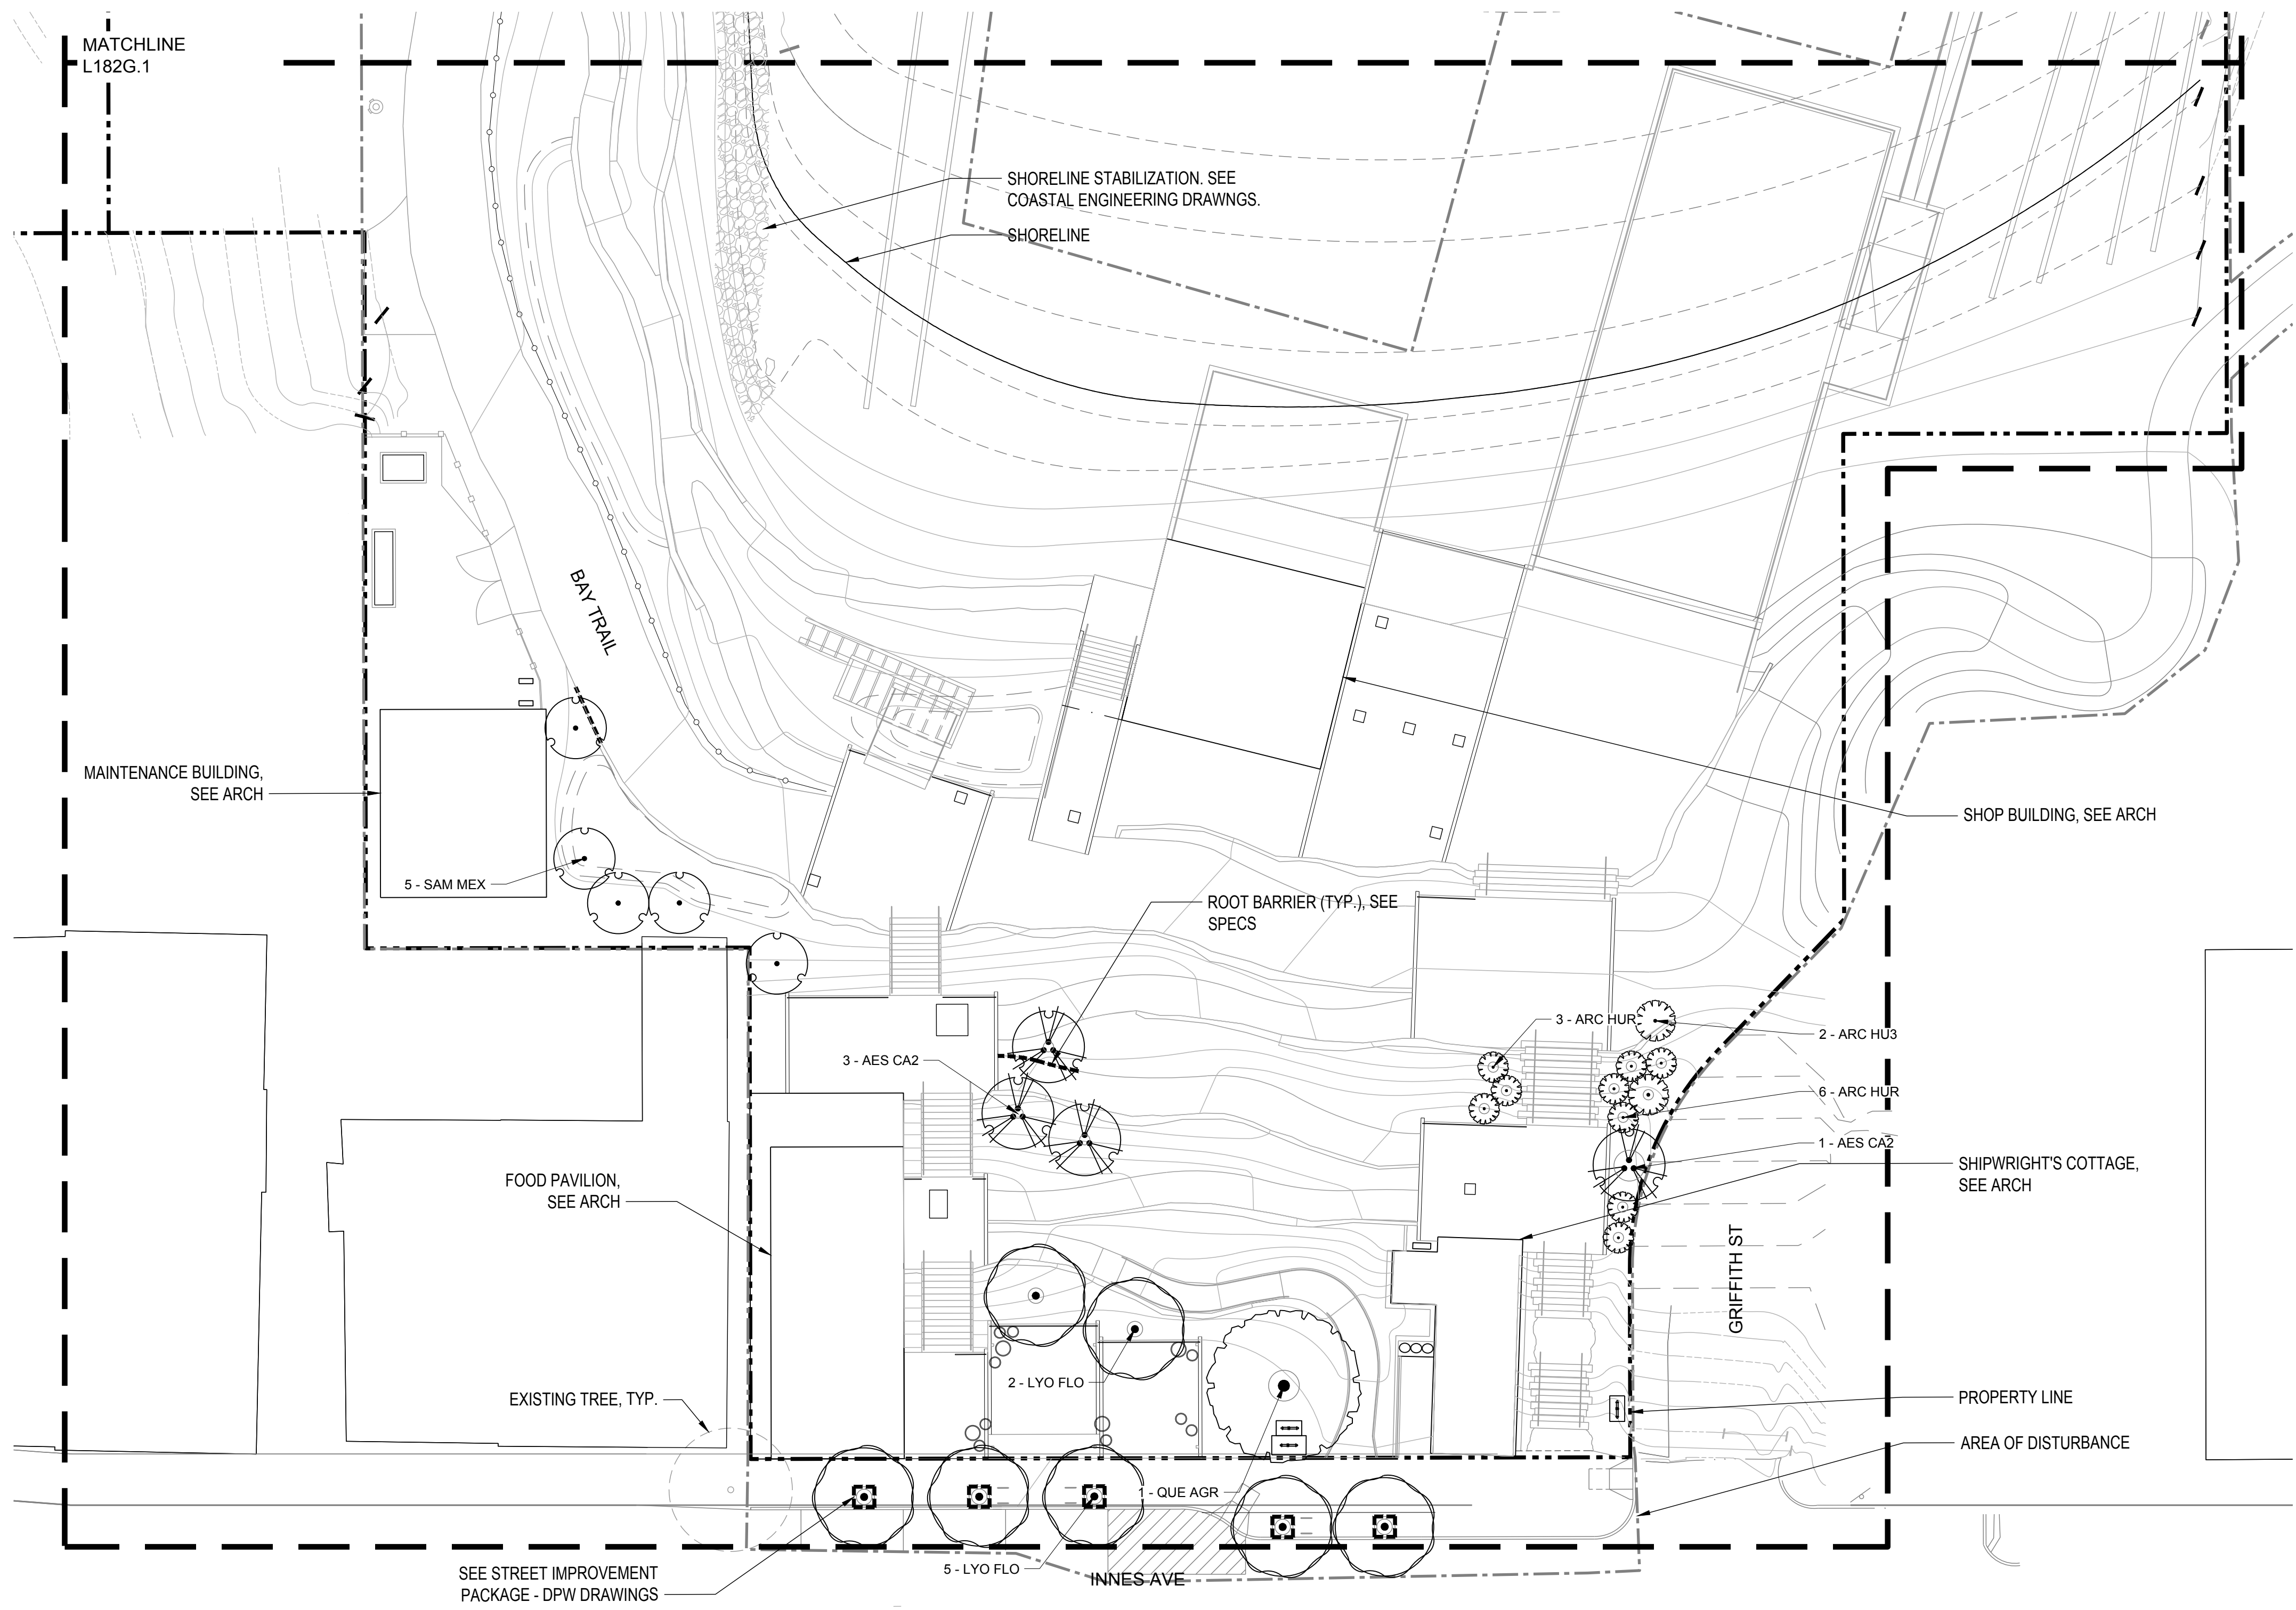 MATCHLINE
L182G.1
SHORELINE STABILIZATION. SEE
COASTAL ENGINEERING DRAWNGS.
SHORELINE
BAY TRAIL
MAINTENANCE BUILDING,
SEE ARCH
SHOP BUILDING, SEE ARCH
5 - SAM MEX
ROOT BARRIER (TYP.), SEE
SPECS
3 - ARC HUR
2 - ARC HU3
3 - AES CA2
6 - ARC HUR
1 - AES CA2
SHIPWRIGHT'S COTTAGE,
SEE ARCH
FOOD PAVILION,
SEE ARCH
GRIFFITH ST
2 - LYO FLO
EXISTING TREE, TYP.
PROPERTY LINE
AREA OF DISTURBANCE
1 - QUE AGR
5 - LYO FLO
INNES AVE
SEE STREET IMPROVEMENT
PACKAGE - DPW DRAWINGS